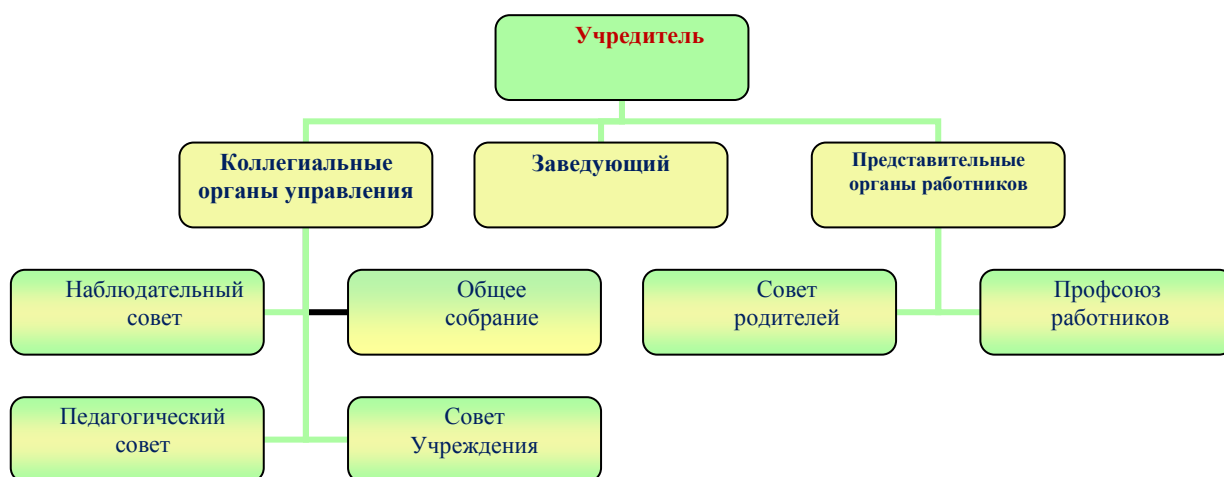 Учредитель
Коллегиальные
органы управления
Заведующий
Представительные
органы работников
Наблюдательный
совет
Общее
собрание
Совет
родителей
Профсоюз
работников
Педагогический
совет
Совет
Учреждения